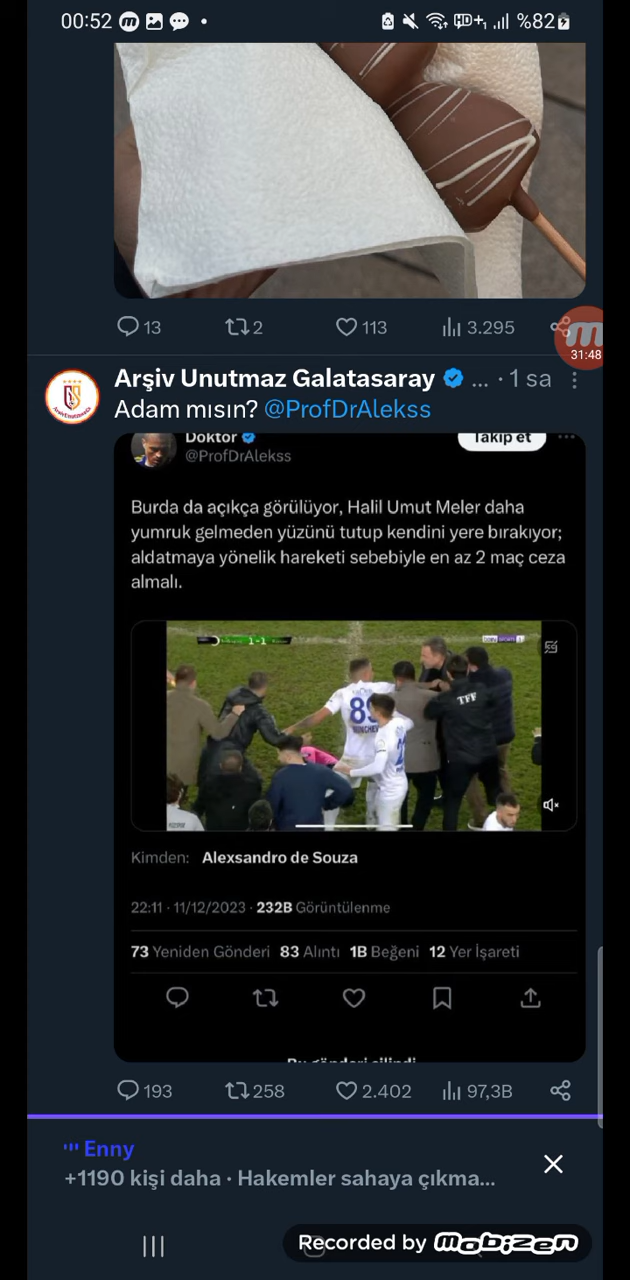 00:52
HD+
%82
13
2
113
3.295
31:48
Arşiv Unutmaz Galatasaray ... · 1 sa
Adam mısın? @ProfDrAlekss
Doktor
Takip et
@ProfDrAlekss
Burda da açıkça görülüyor, Halil Umut Meler daha
yumruk gelmeden yüzünü tutup kendini yere bırakıyor;
aldatmaya yönelik hareketi sebebiyle en az 2 maç ceza
almalı.
1-1
TFF
Kimden: Alexsandro de Souza
22:11 · 11/12/2023 · 232B Görüntülenme
73 Yeniden Gönderi 83 Alıntı 1B Beğeni 12 Yer İşareti
Bu gönderi silindi
193
258
2.402
97,3B
Enny
+1190 kişi daha · Hakemler sahaya çıkma...
Recorded by mobizen